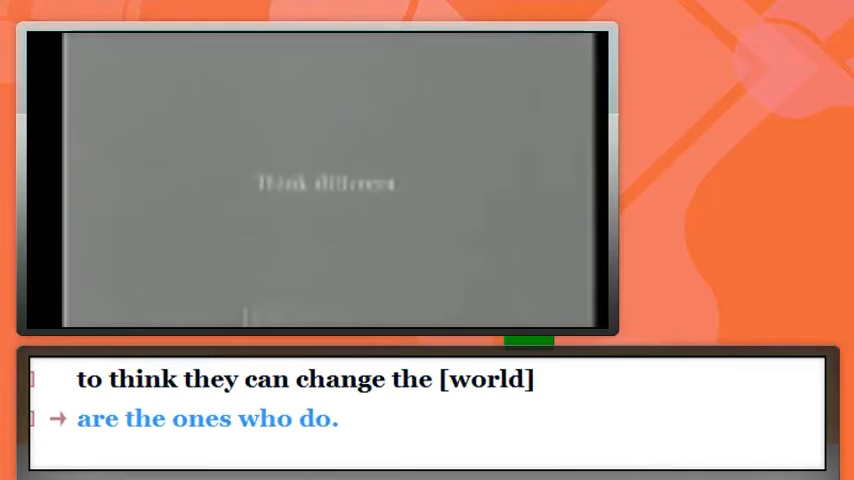 Think different
to think they can change the [world]
→ are the ones who do.